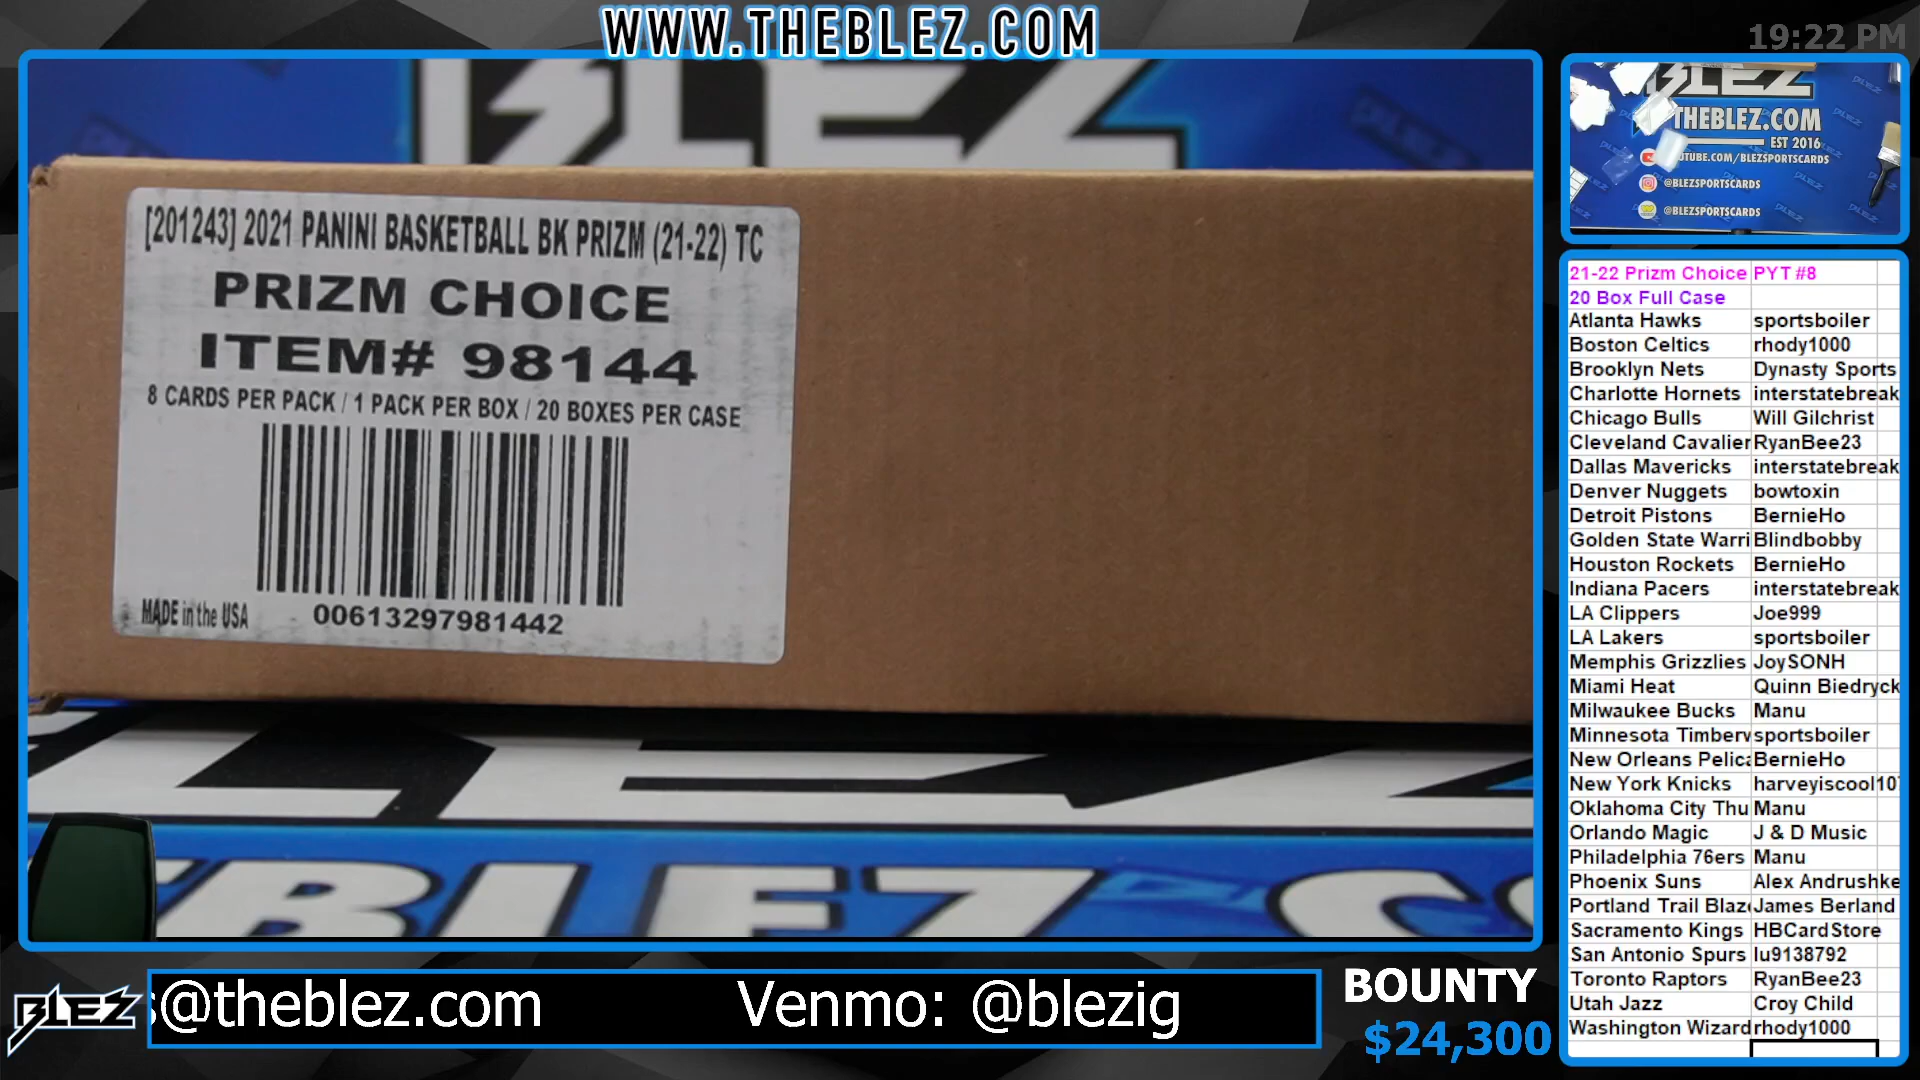 WWW.THEBLEZ.COM
19:22 PM
BLEZ
[201243] 2021 PANINI BASKETBALL BK PRIZM (21-22) TC
PRIZM CHOICE
ITEM# 98144
8 CARDS PER PACK / 1 PACK PER BOX / 20 BOXES PER CASE
MADE in the USA
00613297981442
BLEZ
THEBLEZ.COM
EST 2016
UTUBE.COM/BLEZSPORTSCARDS
@BLEZSPORTSCARDS
@BLEZSPORTSCARDS
21-22 Prizm Choice PYT #8
20 Box Full Case
Atlanta Hawks sportsboiler
Boston Celtics rhody1000
Brooklyn Nets Dynasty Sports
Charlotte Hornets interstatebreak
Chicago Bulls Will Gilchrist
Cleveland Cavalier RyanBee23
Dallas Mavericks interstatebreak
Denver Nuggets bowtoxin
Detroit Pistons BernieHo
Golden State Warri Blindbobby
Houston Rockets BernieHo
Indiana Pacers interstatebreak
LA Clippers Joe999
LA Lakers sportsboiler
Memphis Grizzlies JoySONH
Miami Heat Quinn Biedryck
Milwaukee Bucks Manu
Minnesota Timberv sportsboiler
New Orleans Pelica BernieHo
New York Knicks harveyiscool107
Oklahoma City Thu Manu
Orlando Magic J & D Music
Philadelphia 76ers Manu
Phoenix Suns Alex Andrushke
Portland Trail Blaz James Berland
Sacramento Kings HBCardStore
San Antonio Spurs lu9138792
Toronto Raptors RyanBee23
Utah Jazz Croy Child
Washington Wizard rhody1000
BLEZ
s@theblez.com Venmo: @blezig
BOUNTY
$24,300